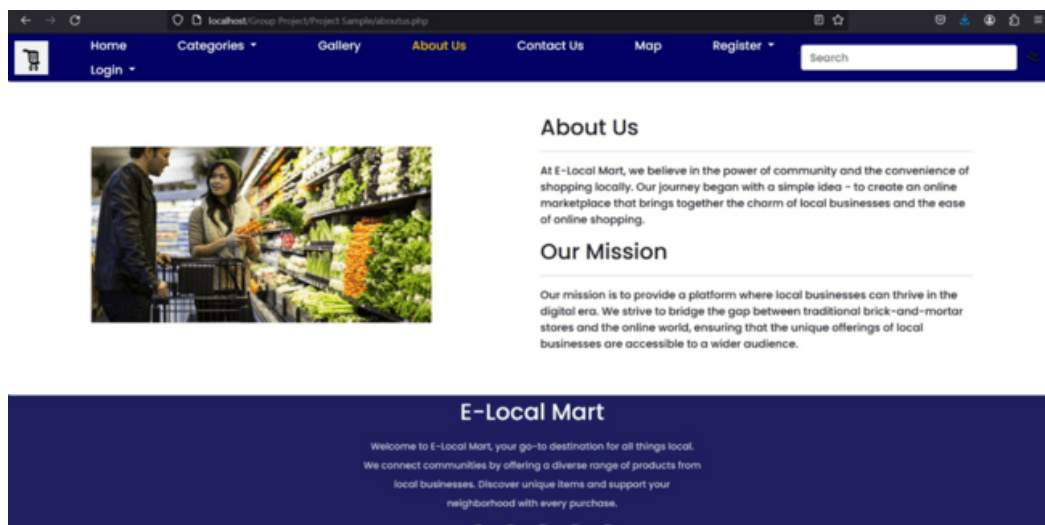 localhost/Group Project/Project Sample/aboutus.php
Home Categories Gallery About Us Contact Us Map Register Search
Login
About Us
At E-Local Mart, we believe in the power of community and the convenience of
shopping locally. Our journey began with a simple idea - to create an online
marketplace that brings together the charm of local businesses and the ease
of online shopping.
Our Mission
Our mission is to provide a platform where local businesses can thrive in the
digital era. We strive to bridge the gap between traditional brick-and-mortar
stores and the online world, ensuring that the unique offerings of local
businesses are accessible to a wider audience.
E-Local Mart
Welcome to E-Local Mart, your go-to destination for all things local.
We connect communities by offering a diverse range of products from
local businesses. Discover unique items and support your
neighborhood with every purchase.